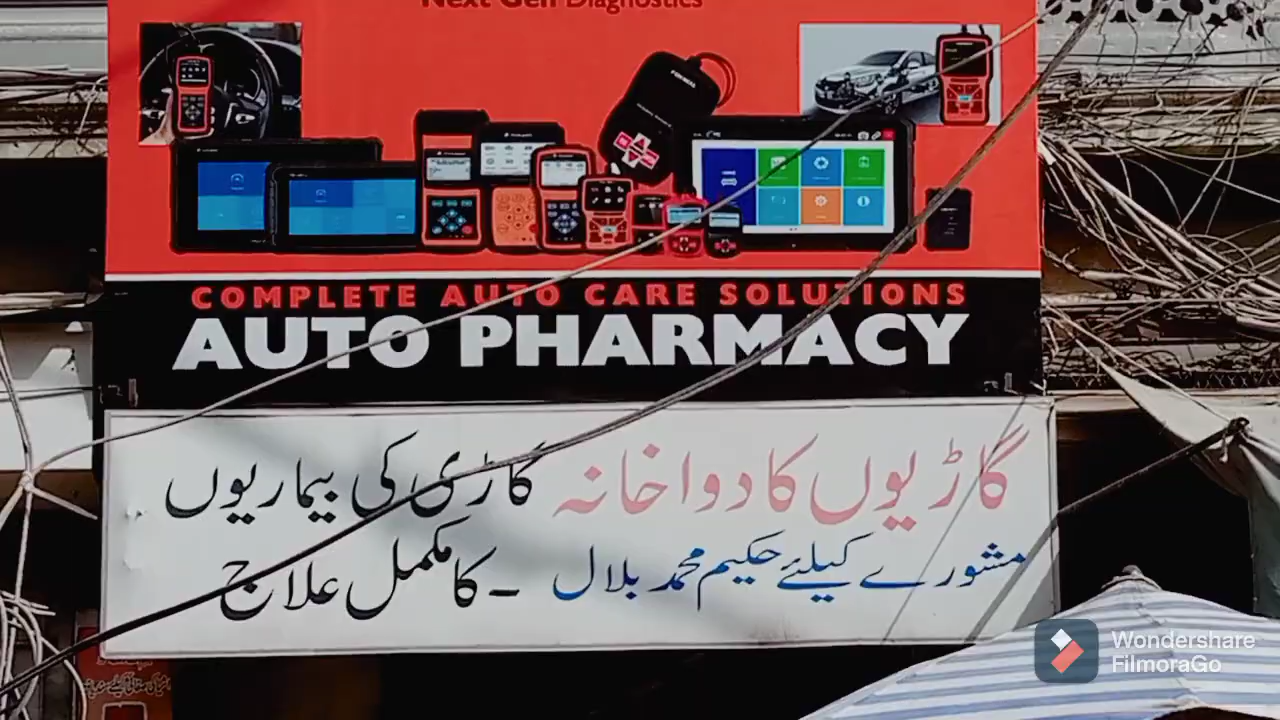 Next Gen Diagnostics
COMPLETE AUTO CARE SOLUTIONS
AUTO PHARMACY
گاڑیوں کا دواخانہ گاڑی کی بیماریوں
مشورے کیلئے حکیم محمد بلال ـ کا مکمل علاج
Wondershare
FilmoraGo